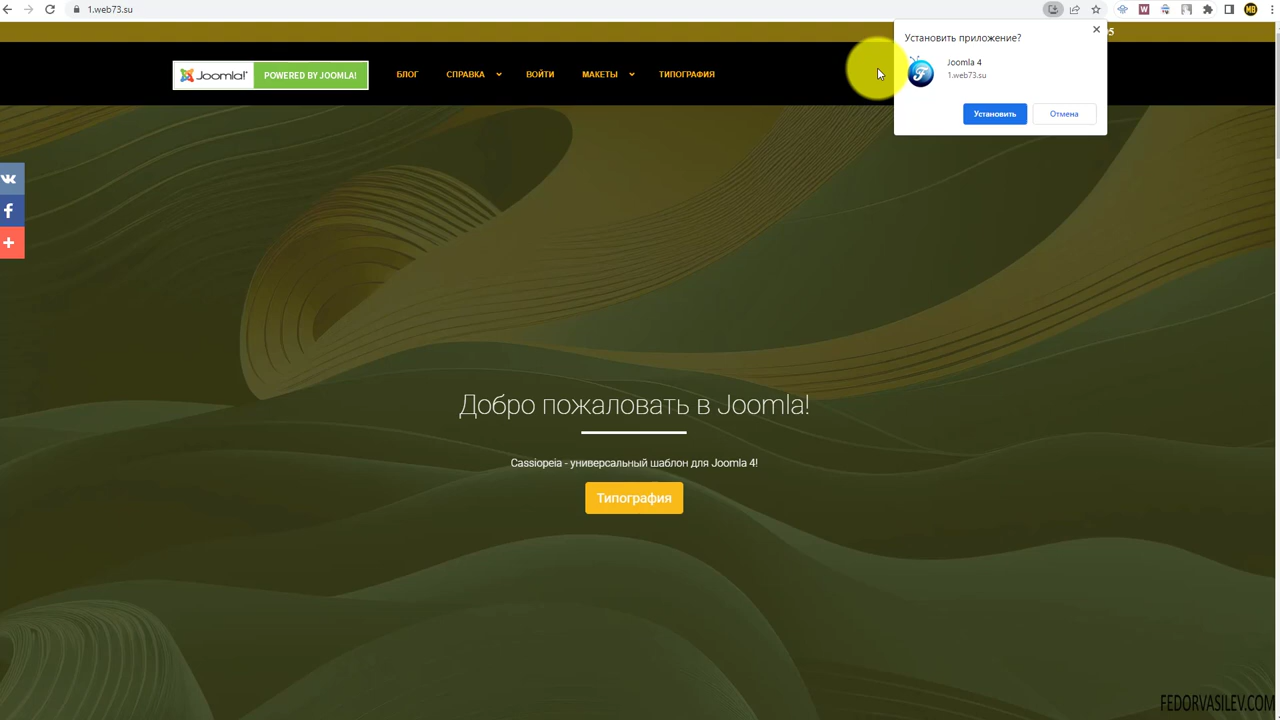 1.web73.su
MB
Установить приложение?
Joomla 4
1.web73.su
Установить
Отмена
Joomla!
POWERED BY JOOMLA!
БЛОГ
СПРАВКА
ВОЙТИ
МАКЕТЫ
ТИПОГРАФИЯ
Добро пожаловать в Joomla!
Cassiopeia - универсальный шаблон для Joomla 4!
Типография
FEDORVASILEV.COM